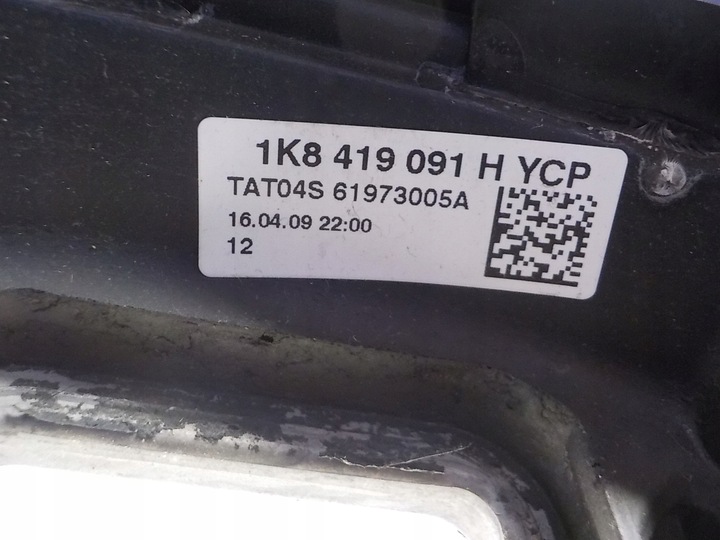 1K8 419 091 H YCP
TAT04S 61973005A
16.04.09 22:00
12